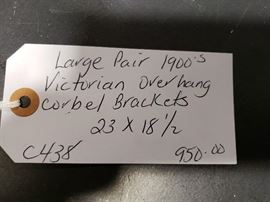 Large Pair 1900's
Victorian Overhang
Corbel Brackets
23 X 18 1/2
C438 950.00